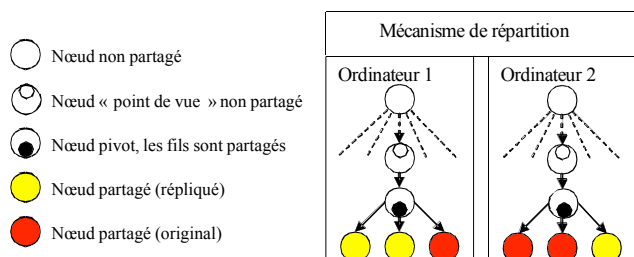 Mécanisme de répartition
Nœud non partagé
Nœud « point de vue » non partagé
Nœud pivot, les fils sont partagés
Nœud partagé (répliqué)
Nœud partagé (original)
Ordinateur 1
Ordinateur 2